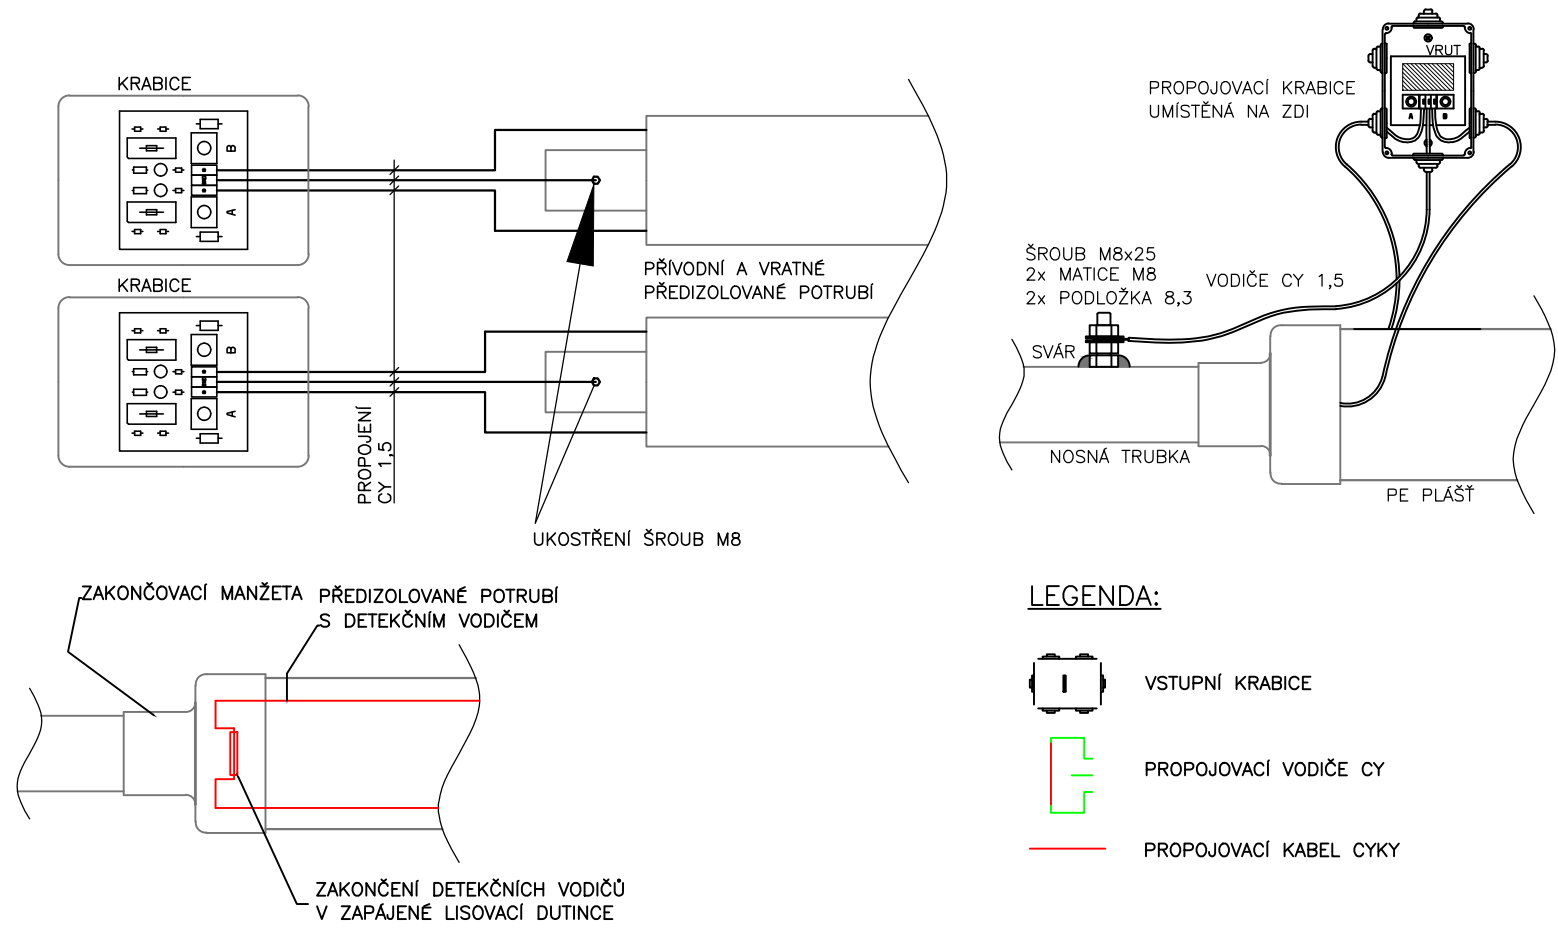 KRABICE
B
A
KRABICE
B
A
PROPOJENÍ
CY 1,5
PŘÍVODNÍ A VRATNÉ
PŘEDIZOLOVANÉ POTRUBÍ
UKOSTŘENÍ ŠROUB M8
VRUT
A B
PROPOJOVACÍ KRABICE
UMÍSTĚNÁ NA ZDI
ŠROUB M8x25
2x MATICE M8
2x PODLOŽKA 8,3
VODIČE CY 1,5
SVÁR
NOSNÁ TRUBKA
PE PLÁŠŤ
ZAKONČOVACÍ MANŽETA
PŘEDIZOLOVANÉ POTRUBÍ
S DETEKČNÍM VODIČEM
ZAKONČENÍ DETEKČNÍCH VODIČŮ
V ZAPÁJENÉ LISOVACÍ DUTINCE
LEGENDA:
VSTUPNÍ KRABICE
PROPOJOVACÍ VODIČE CY
PROPOJOVACÍ KABEL CYKY